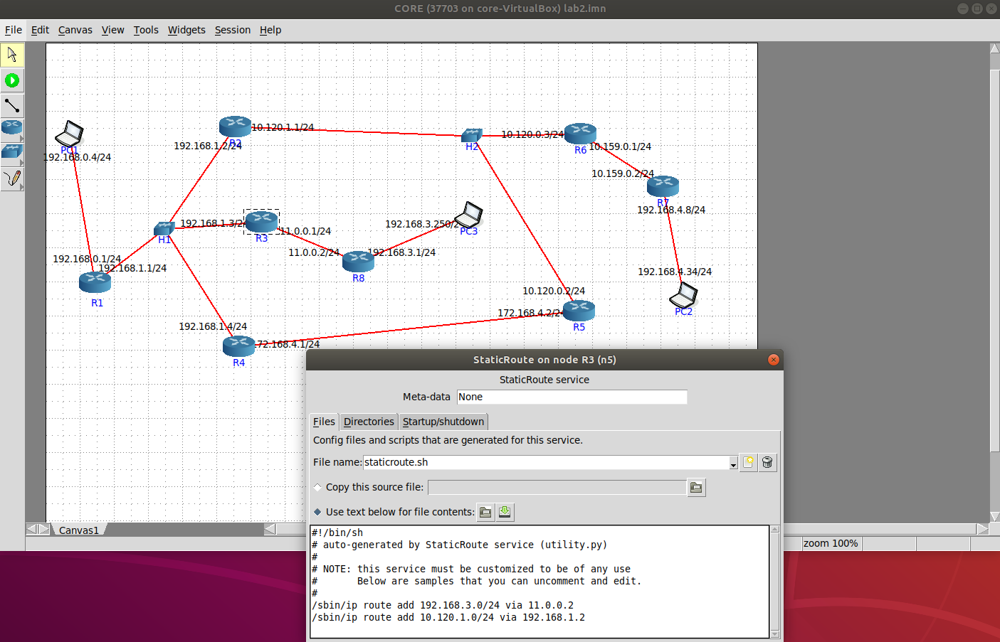 CORE (37703 on core-VirtualBox) lab2.imn
File Edit Canvas View Tools Widgets Session Help
PC1
192.168.0.4/24
R2
10.120.1.1/24
192.168.1.2/24
H2
10.120.0.3/24
R6
10.159.0.1/24
10.159.0.2/24
R7
192.168.4.8/24
192.168.1.3/24
H1
R3
11.0.0.1/24
11.0.0.2/24
R8
192.168.3.1/24
192.168.3.250/2
PC3
192.168.0.1/24
192.168.1.1/24
R1
192.168.4.34/24
PC2
10.120.0.2/24
172.168.4.2/24
R5
192.168.1.4/24
72.168.4.1/24
R4
StaticRoute on node R3 (n5)
StaticRoute service
Meta-data None
Files Directories Startup/shutdown
Config files and scripts that are generated for this service.
File name: staticroute.sh
Copy this source file:
Use text below for file contents:
#!/bin/sh
# auto-generated by StaticRoute service (utility.py)
#
# NOTE: this service must be customized to be of any use
# Below are samples that you can uncomment and edit.
#
/sbin/ip route add 192.168.3.0/24 via 11.0.0.2
/sbin/ip route add 10.120.1.0/24 via 192.168.1.2
Canvas1
zoom 100%